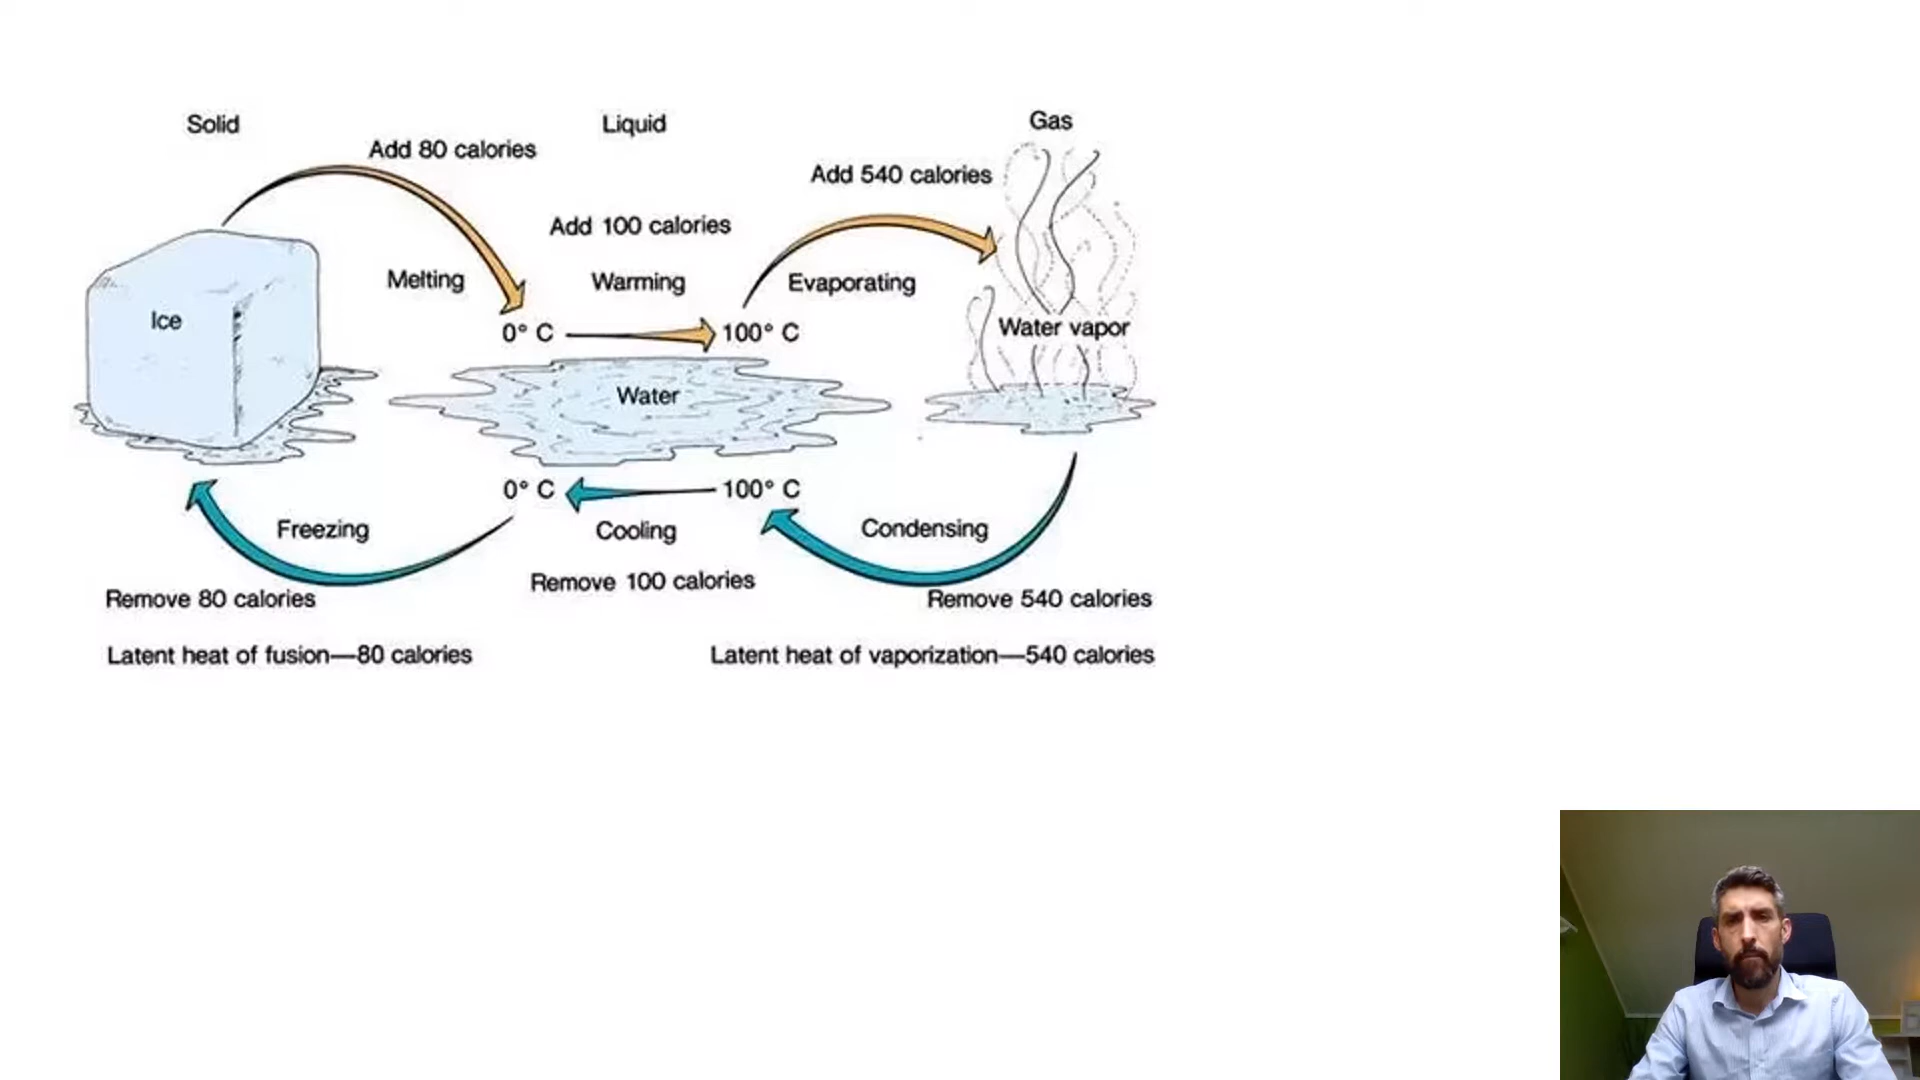 Solid
Liquid
Gas
Add 80 calories
Add 540 calories
Add 100 calories
Melting
Warming
Evaporating
Ice
0° C
100° C
Water vapor
Water
0° C
100° C
Freezing
Cooling
Condensing
Remove 100 calories
Remove 80 calories
Remove 540 calories
Latent heat of fusion—80 calories
Latent heat of vaporization—540 calories